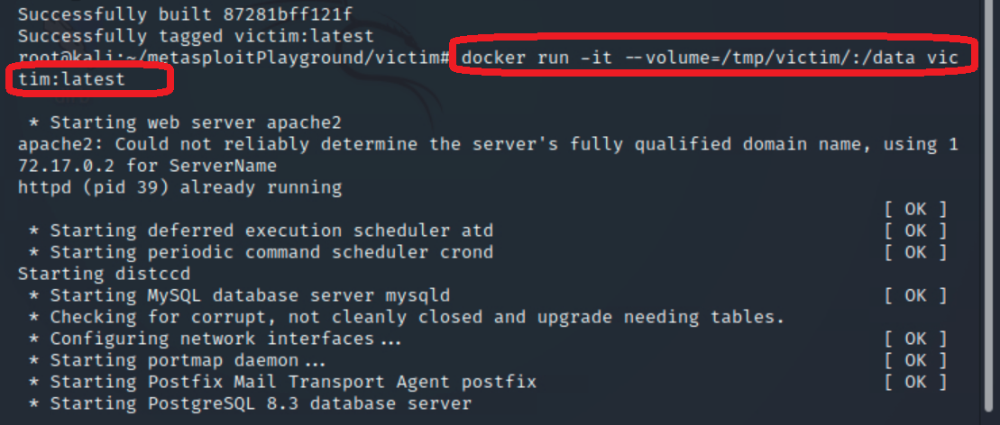 Successfully built 87281bff121f
Successfully tagged victim:latest
root@kali:~/metasploitPlayground/victim# docker run -it --volume=/tmp/victim/:/data vic
tim:latest
* Starting web server apache2
apache2: Could not reliably determine the server's fully qualified domain name, using 1
72.17.0.2 for ServerName
httpd (pid 39) already running
[ OK ]
* Starting deferred execution scheduler atd [ OK ]
* Starting periodic command scheduler crond [ OK ]
Starting distccd
* Starting MySQL database server mysqld [ OK ]
* Checking for corrupt, not cleanly closed and upgrade needing tables.
* Configuring network interfaces... [ OK ]
* Starting portmap daemon... [ OK ]
* Starting Postfix Mail Transport Agent postfix [ OK ]
* Starting PostgreSQL 8.3 database server